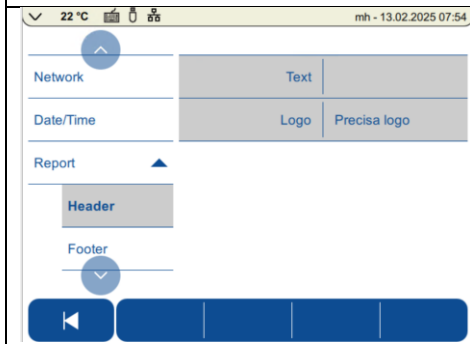 22 °C mh - 13.02.2025 07:54
Network
Text
Date/Time
Logo Precisa logo
Report
Header
Footer